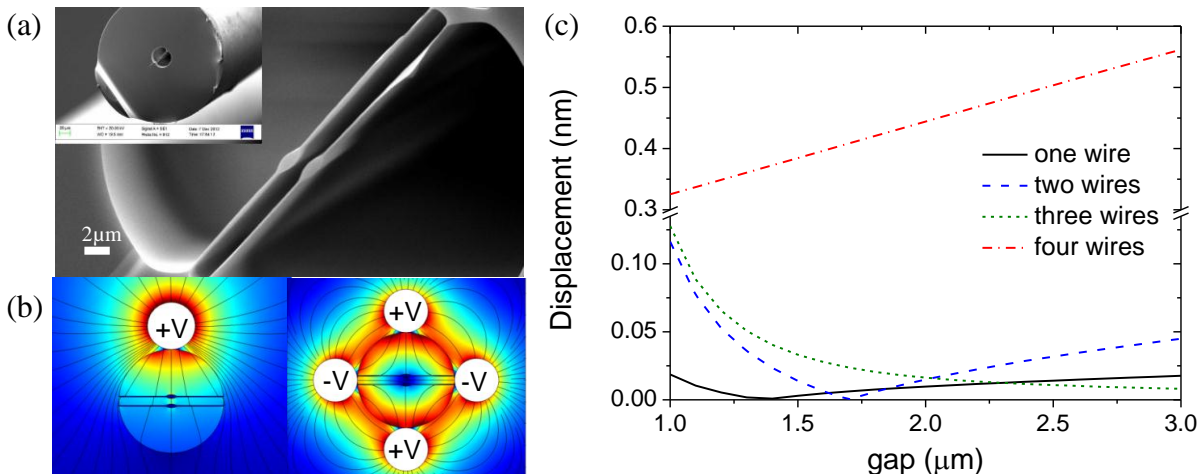 (a)
2µm
(b)
+V
+V
-V
-V
+V
(c)
Displacement (nm)
0.6
0.5
0.4
0.3
0.10
0.05
0.00
one wire
two wires
three wires
four wires
1.0 1.5 2.0 2.5 3.0
gap (µm)